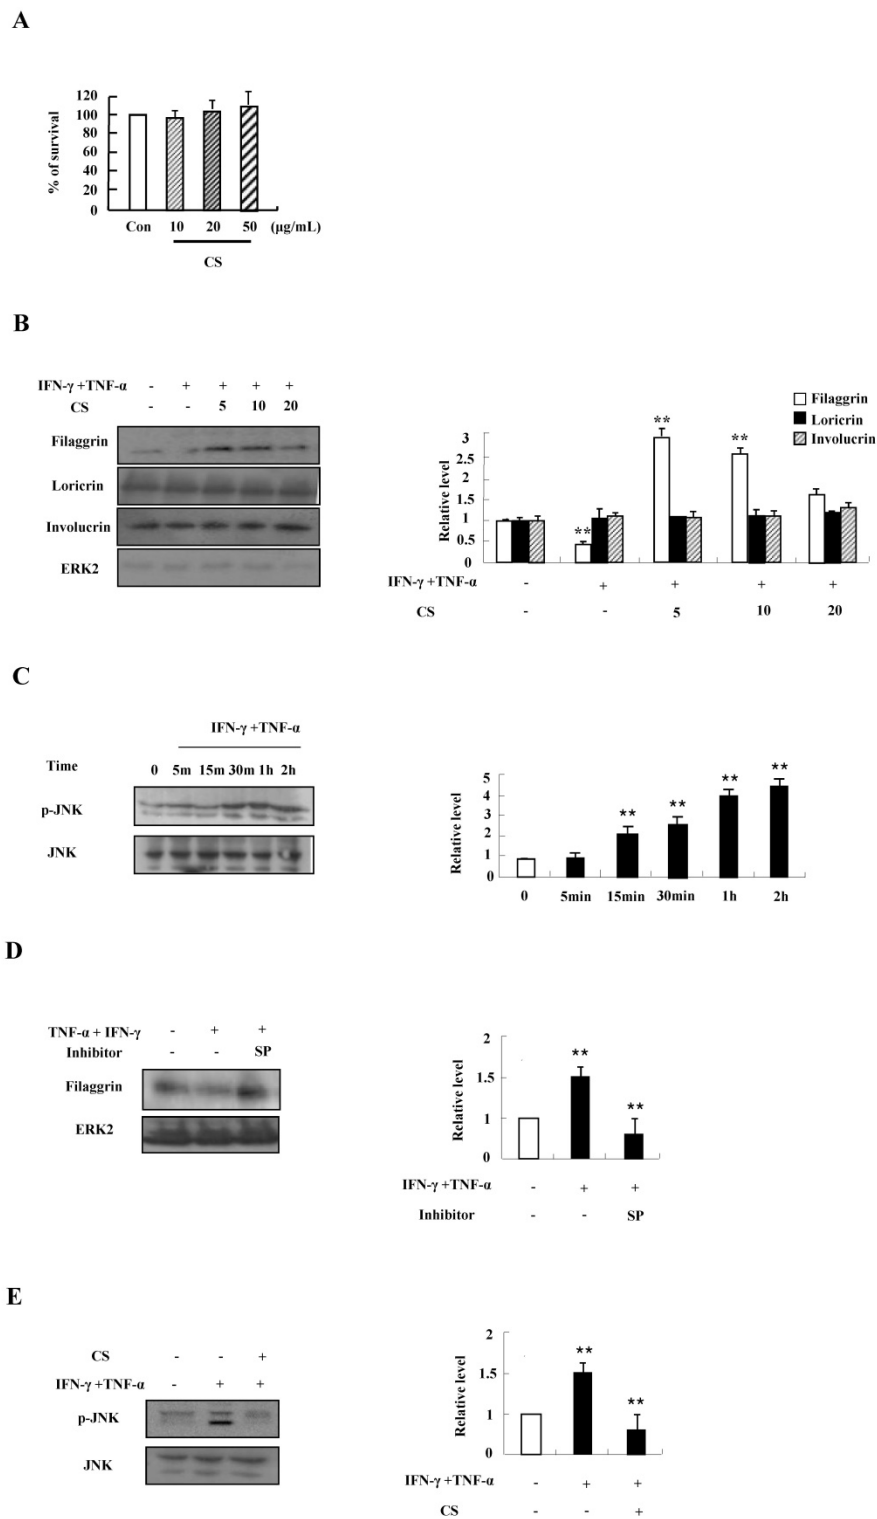 A
120
100
80
60
40
20
0
% of survival
Con 10 20 50 (µg/mL)
CS
B
IFN-γ +TNF-α - + + + +
CS - - 5 10 20
Filaggrin
Loricrin
Involucrin
ERK2
Filaggrin
Loricrin
Involucrin
3
2.5
2
1.5
1
0.5
0
Relative level
** ** **
IFN-γ +TNF-α - + + + +
CS - - 5 10 20
C
IFN-γ +TNF-α
Time 0 5m 15m 30m 1h 2h
p-JNK
JNK
5
4
3
2
1
0
Relative level
** ** ** **
0 5min 15min 30min 1h 2h
D
TNF-α + IFN-γ - + +
Inhibitor - - SP
Filaggrin
ERK2
2
1.5
1
0
Relative level
** **
IFN-γ +TNF-α - + +
Inhibitor - - SP
E
CS - - +
IFN-γ +TNF-α - + +
p-JNK
JNK
2
1.5
1
0
Relative level
** **
IFN-γ +TNF-α - + +
CS - - +